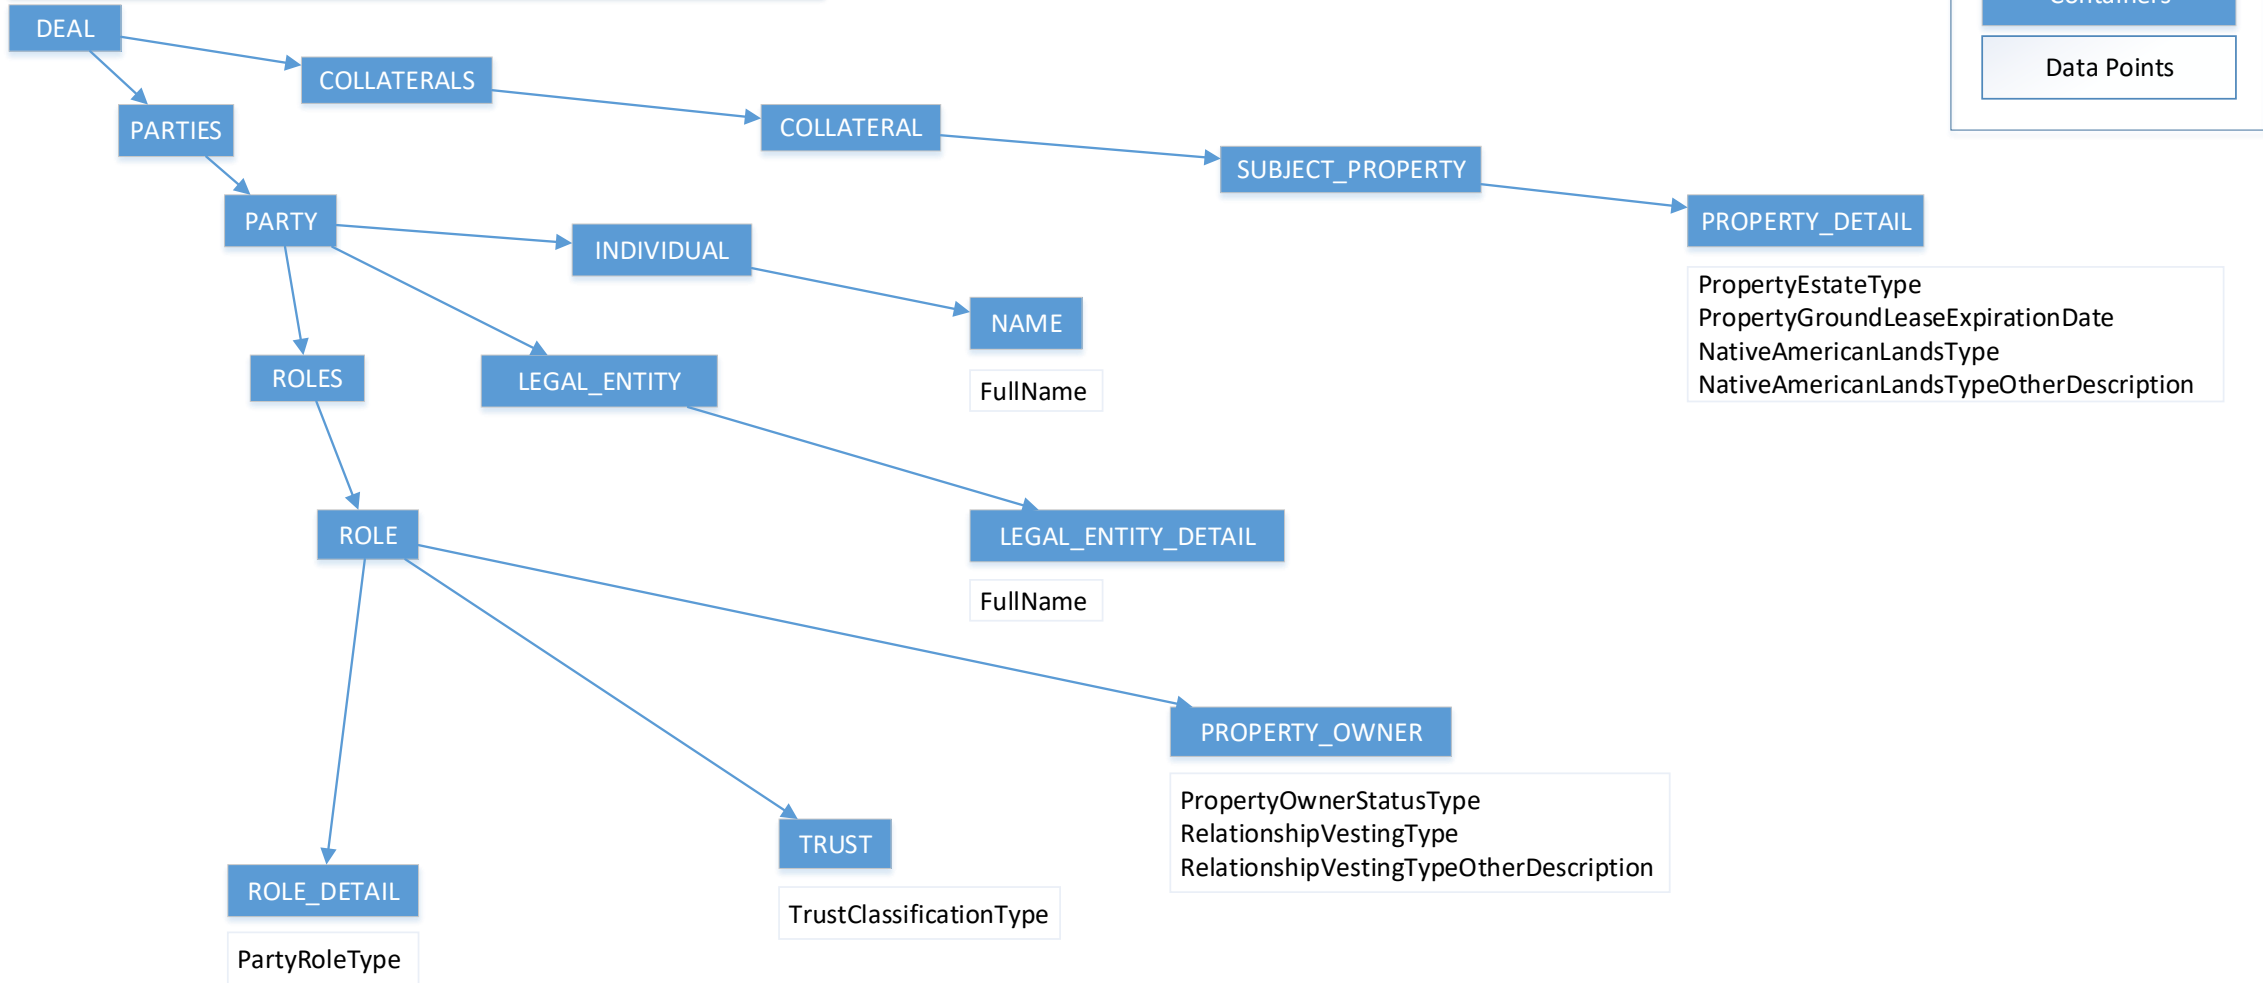 Containers
DEAL
Data Points
COLLATERALS
COLLATERAL
PARTIES
SUBJECT_PROPERTY
PARTY
PROPERTY_DETAIL
INDIVIDUAL
PropertyEstateType
PropertyGroundLeaseExpirationDate
NativeAmericanLandsType
NativeAmericanLandsTypeOtherDescription
NAME
FullName
ROLES
LEGAL_ENTITY
ROLE
LEGAL_ENTITY_DETAIL
FullName
PROPERTY_OWNER
PropertyOwnerStatusType
RelationshipVestingType
RelationshipVestingTypeOtherDescription
TRUST
TrustClassificationType
ROLE_DETAIL
PartyRoleType